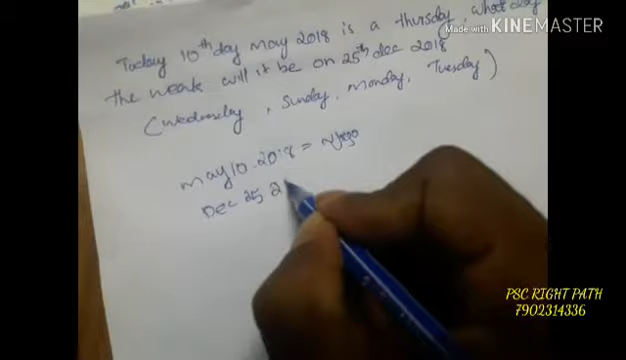 Made with KINEMASTER
Today 10th day may 2018 is a thursday, what day
the weak will it be on 25th dec 2018
(wednesday, sunday, monday, Tuesday)
may 10 2018 =
Dec 25, 2
PSC RIGHT PATH
7902314336